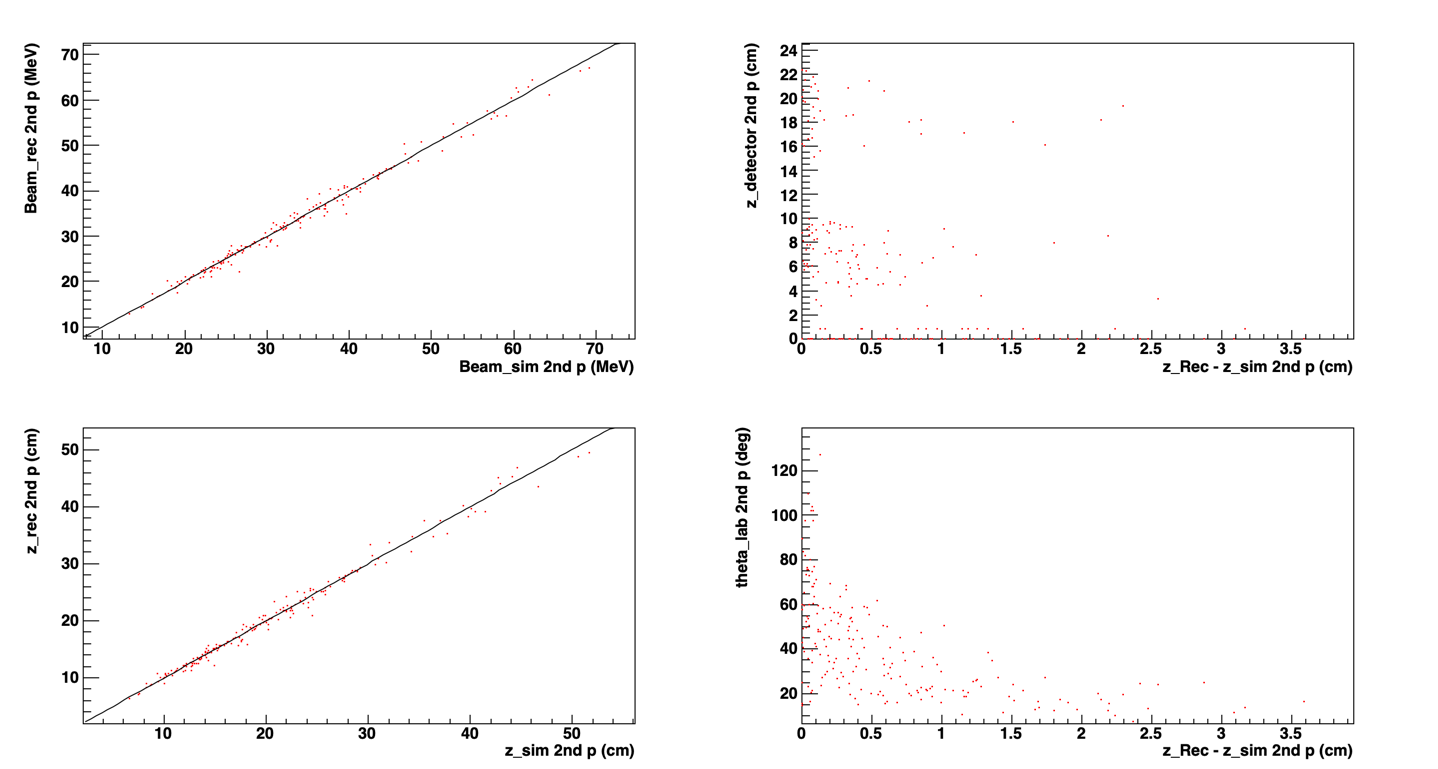 Beam_rec 2nd p (MeV)
70
60
50
40
30
20
10
10 20 30 40 50 60 70
Beam_sim 2nd p (MeV)
z_detector 2nd p (cm)
24
22
20
18
16
14
12
10
8
6
4
2
0
0 0.5 1 1.5 2 2.5 3 3.5
z_Rec - z_sim 2nd p (cm)
z_rec 2nd p (cm)
50
40
30
20
10
10 20 30 40 50
z_sim 2nd p (cm)
theta_lab 2nd p (deg)
120
100
80
60
40
20
0 0.5 1 1.5 2 2.5 3 3.5
z_Rec - z_sim 2nd p (cm)